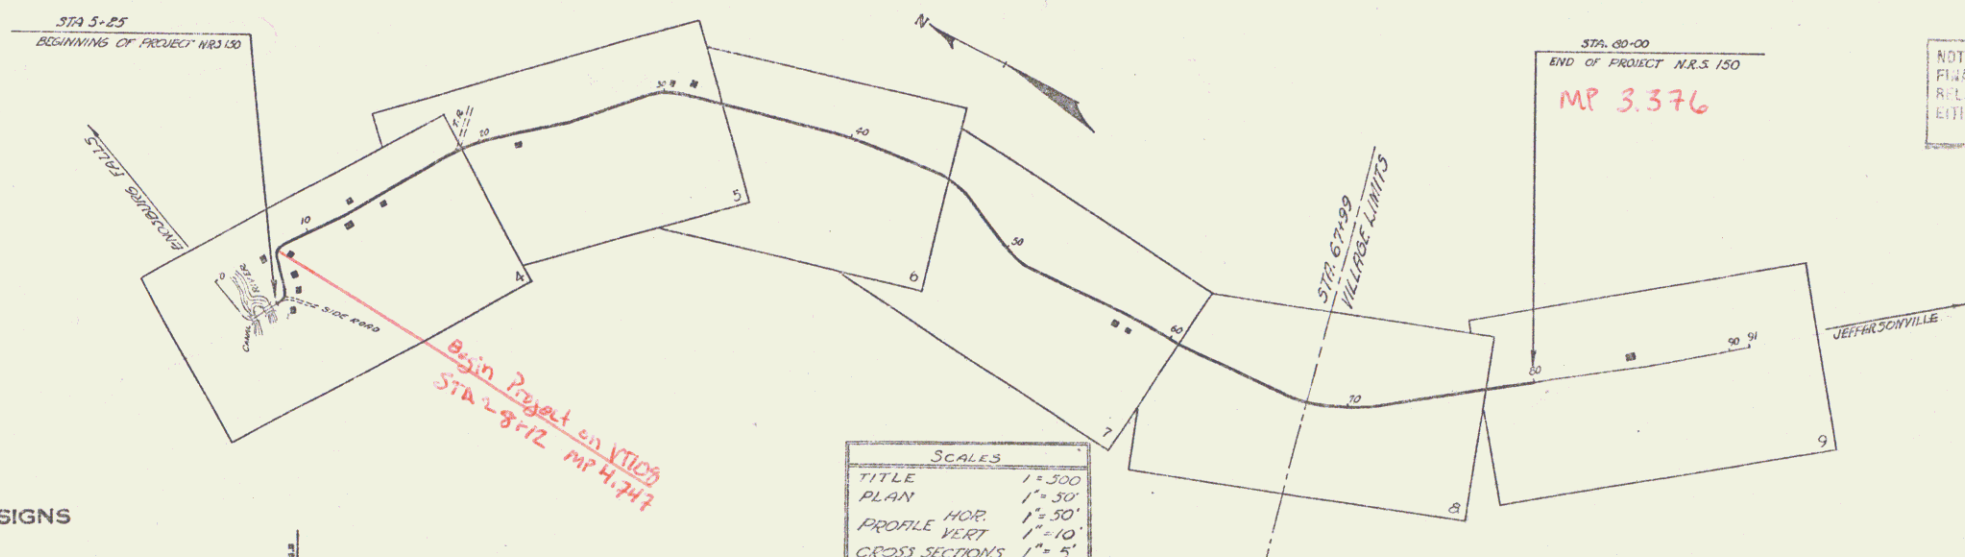 STA 5+85
BEGINNING OF PROJECT NRS 150
N
STA. 80+00
END OF PROJECT N.R.S. 150
MP 3.376
ENOSBURG FALLS
T.R.
10
20
30
40
50
60
70
80
90 91
0
RIVER
SIDE ROAD
4
5
6
7
8
9
STA. 67+99
VILLAGE LIMITS
JEFFERSONVILLE
Begin Project on VT108
STA 28+12 MP 4.747
SCALES
TITLE 1=500
PLAN 1"=50'
PROFILE HOR. 1"=50'
VERT 1"=10'
CROSS SECTIONS 1"=5'
SIGNS